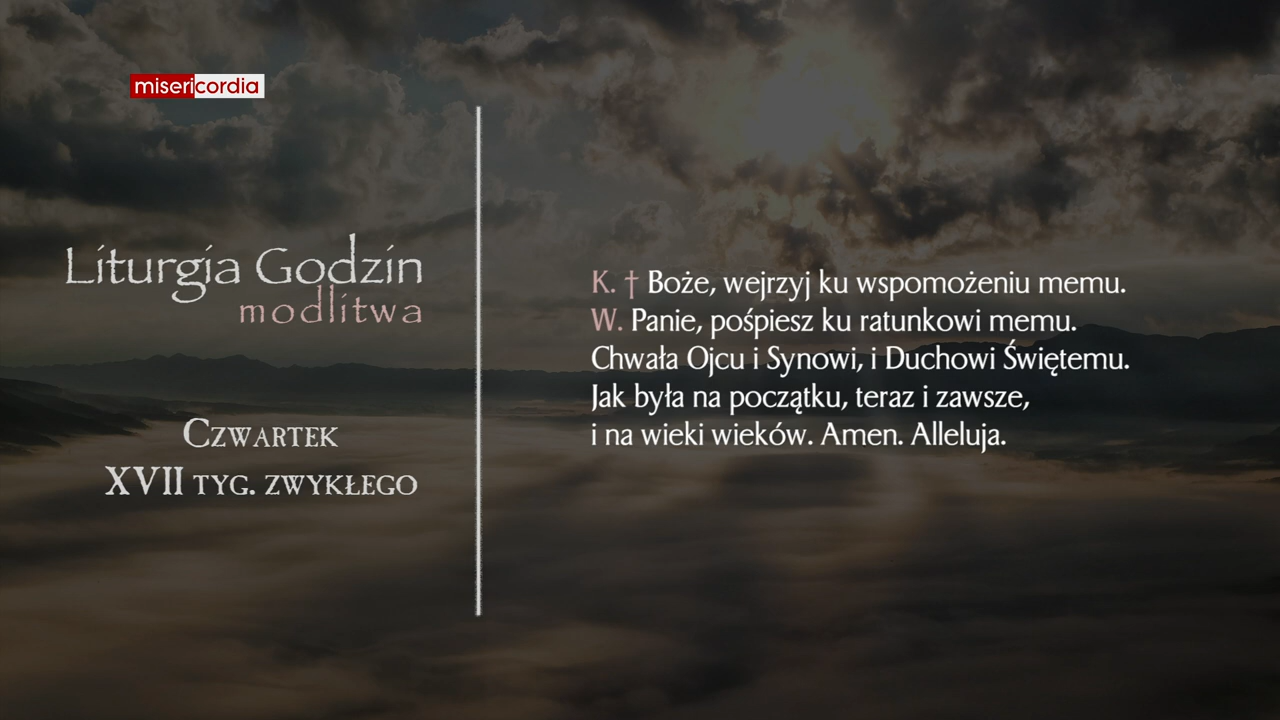 misericordia
Liturgia Godzin
modlitwa
Czwartek
XVII tyg. zwykłego
K. † Boże, wejrzyj ku wspomożeniu memu.
W. Panie, pośpiesz ku ratunkowi memu.
Chwała Ojcu i Synowi, i Duchowi Świętemu.
Jak była na początku, teraz i zawsze,
i na wieki wieków. Amen. Alleluja.